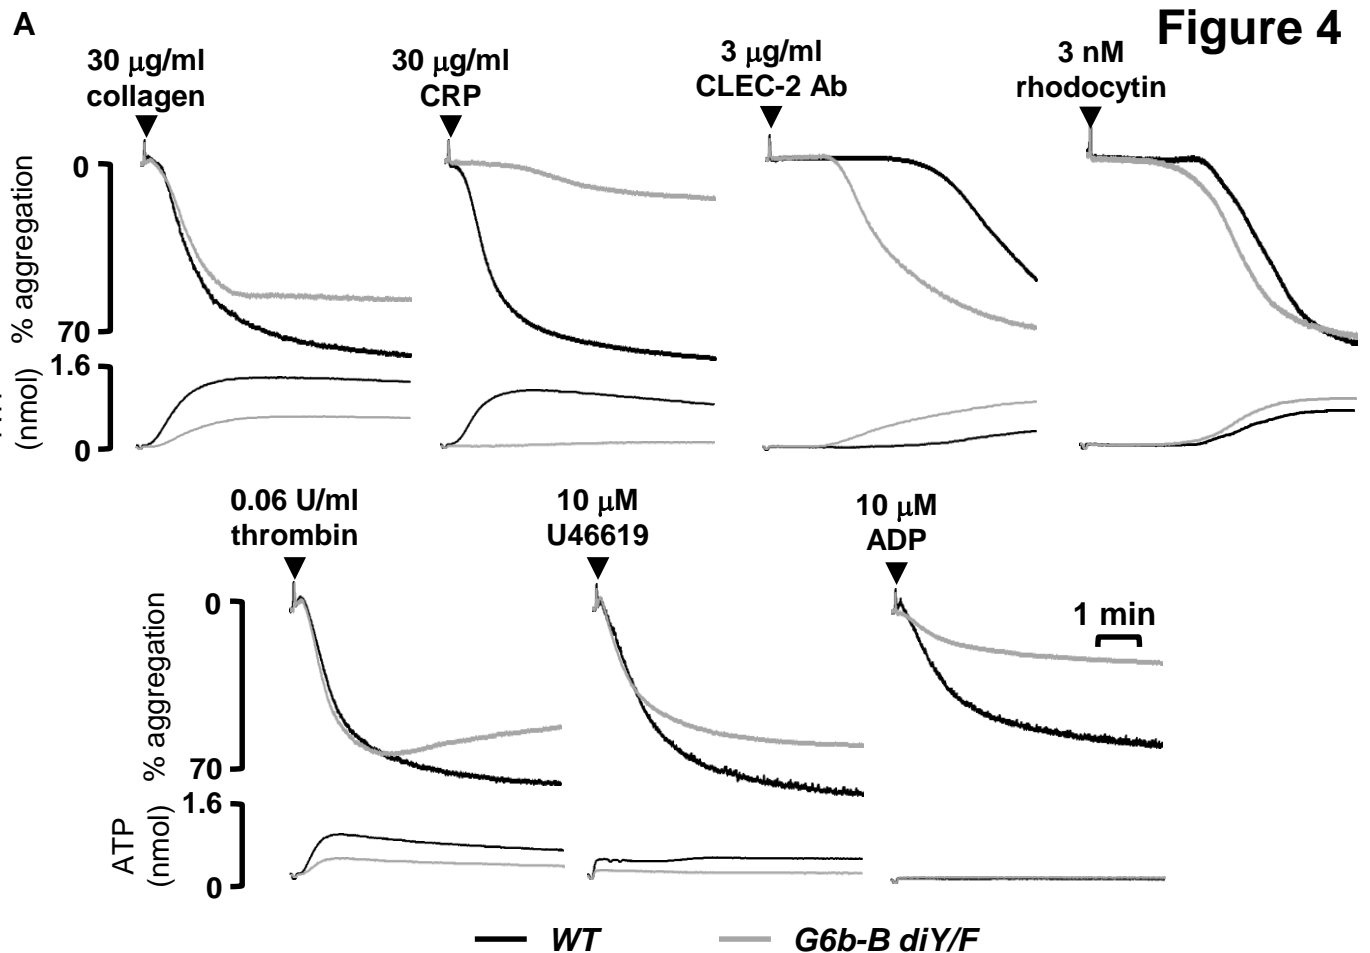 A
Figure 4
30 μg/ml
collagen
30 μg/ml
CRP
3 μg/ml
CLEC-2 Ab
3 nM
rhodocytin
0
70
% aggregation
1.6
0
(nmol)
0.06 U/ml
thrombin
10 μM
U46619
10 μM
ADP
0
70
% aggregation
1 min
1.6
0
ATP
(nmol)
WT
G6b-B diY/F